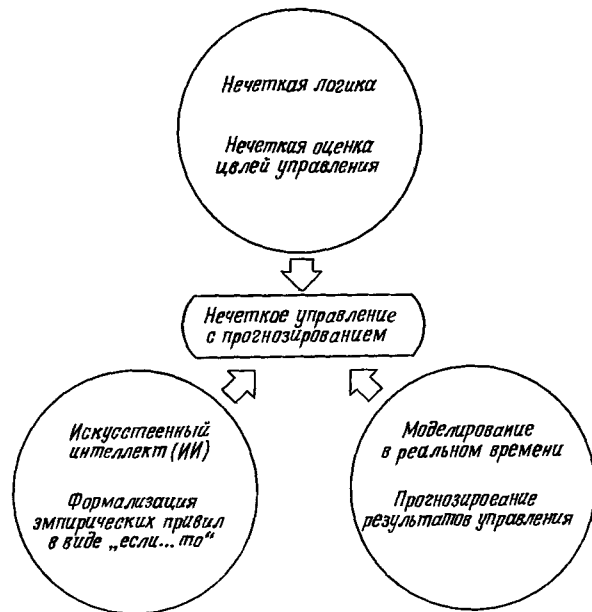 Нечеткая логика
Нечеткая оценка
целей управления
Нечеткое управление
с прогнозированием
Искусственный
интеллект (ИИ)
Формализация
эмпирических правил
в виде „если... то“
Моделирование
в реальном времени
Прогнозирование
результатов управления